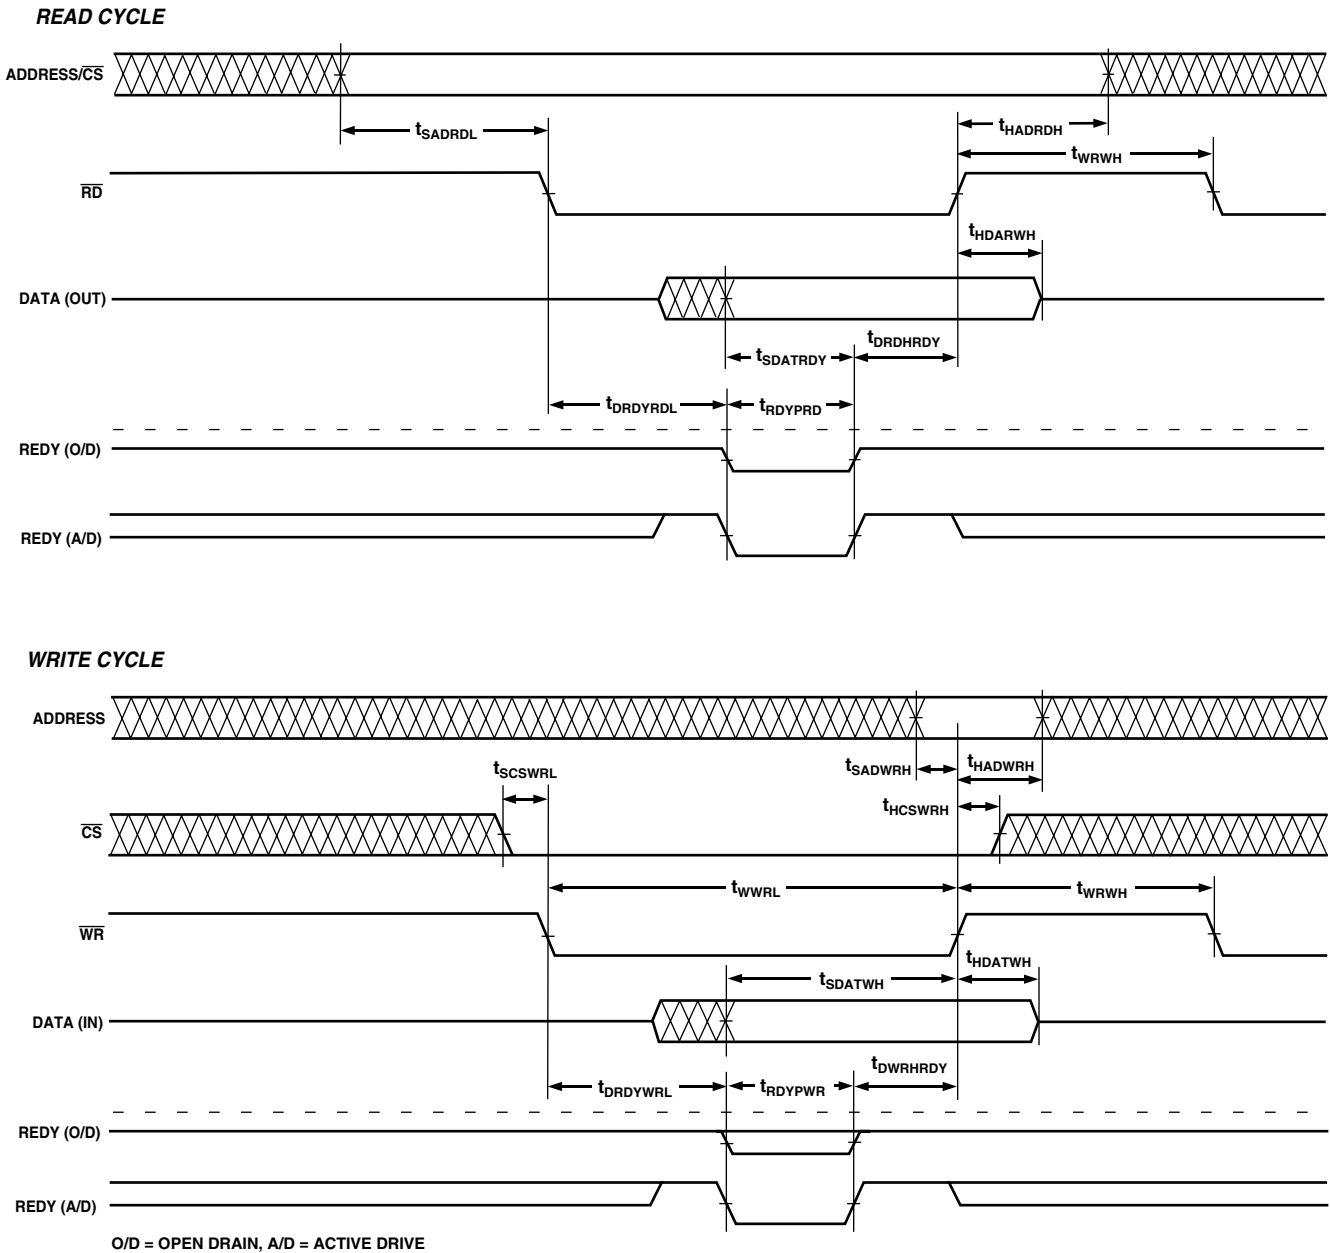 READ CYCLE
ADDRESS/CS
tSADRDL
tHADRDH
tWRWH
RD
tHDARWH
DATA (OUT)
tDRDHRDY
tSDATRDY
tDRDYRDL
tRDYPRD
REDY (O/D)
REDY (A/D)
WRITE CYCLE
ADDRESS
tSCSWRL
tSADWRH
tHADWRH
tHCSWRH
CS
tWWRL
tWRWH
WR
tHDATWH
tSDATWH
DATA (IN)
tDWRHRDY
tDRDYWRL
tRDYPWR
REDY (O/D)
REDY (A/D)
O/D = OPEN DRAIN, A/D = ACTIVE DRIVE